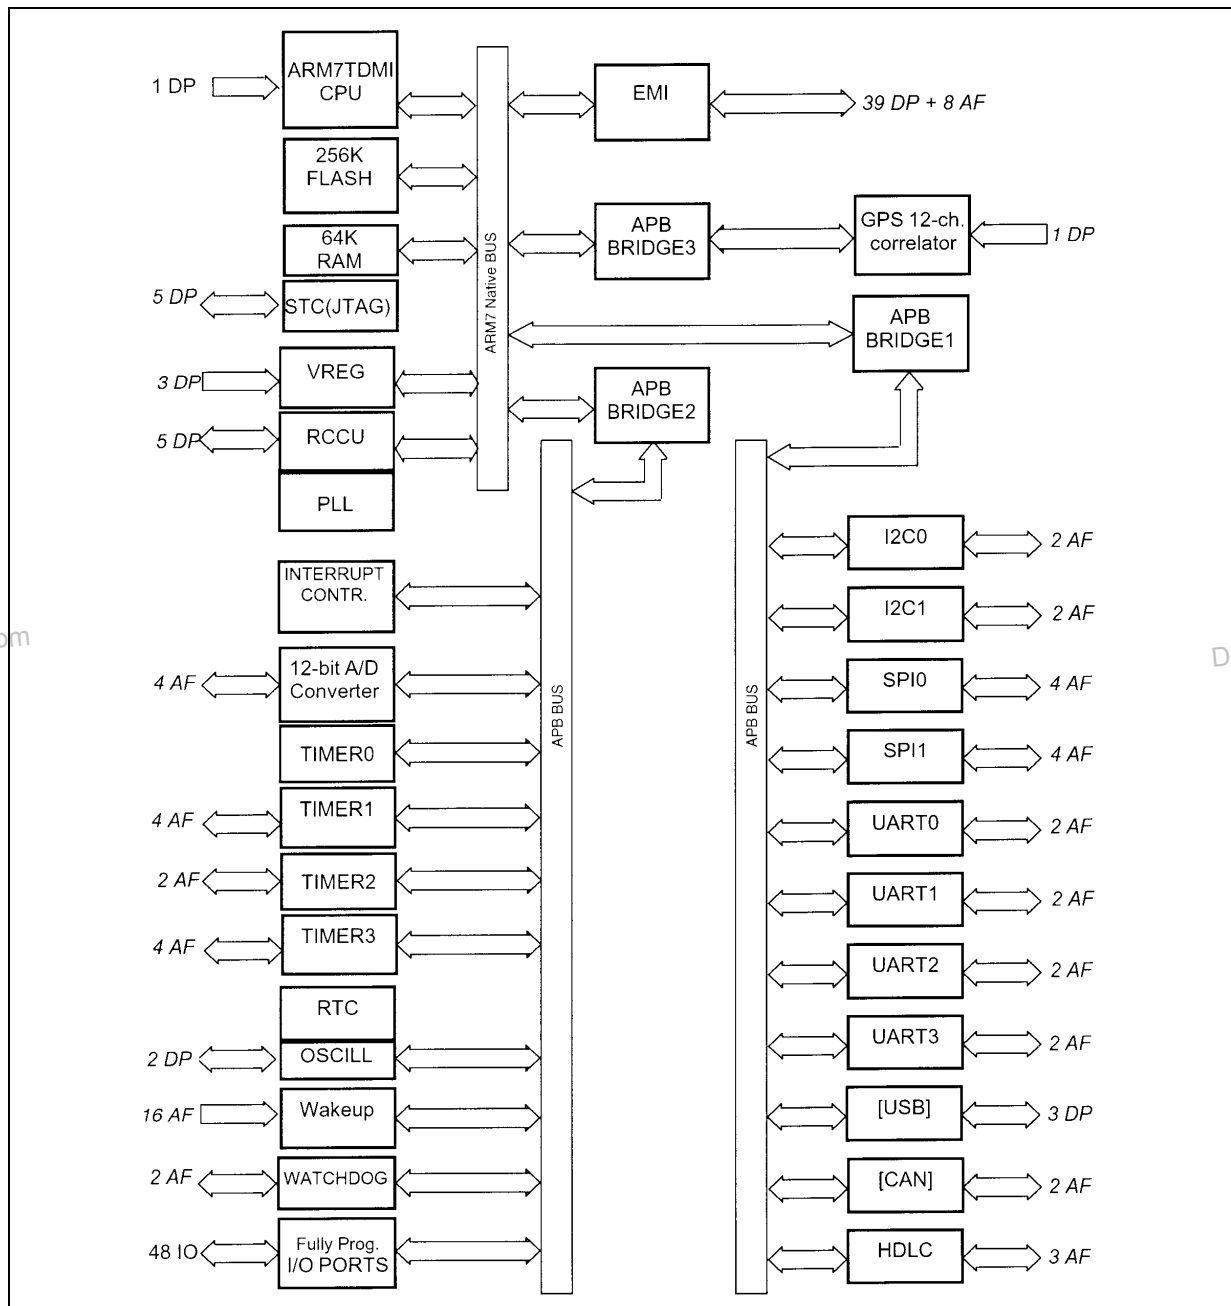 1 DP
ARM7TDMI
CPU
EMI
39 DP + 8 AF
256K
FLASH
64K
RAM
ARM7 Native BUS
APB
BRIDGE3
GPS 12-ch.
correlator
1 DP
5 DP
STC(JTAG)
APB
BRIDGE1
3 DP
VREG
APB
BRIDGE2
5 DP
RCCU
PLL
INTERRUPT
CONTR.
4 AF
12-bit A/D
Converter
TIMER0
4 AF
TIMER1
2 AF
TIMER2
4 AF
TIMER3
RTC
2 DP
OSCILL
16 AF
Wakeup
2 AF
WATCHDOG
48 IO
Fully Prog.
I/O PORTS
APB BUS
APB BUS
I2C0
2 AF
I2C1
2 AF
SPI0
4 AF
SPI1
4 AF
UART0
2 AF
UART1
2 AF
UART2
2 AF
UART3
2 AF
[USB]
3 DP
[CAN]
2 AF
HDLC
3 AF
om
D